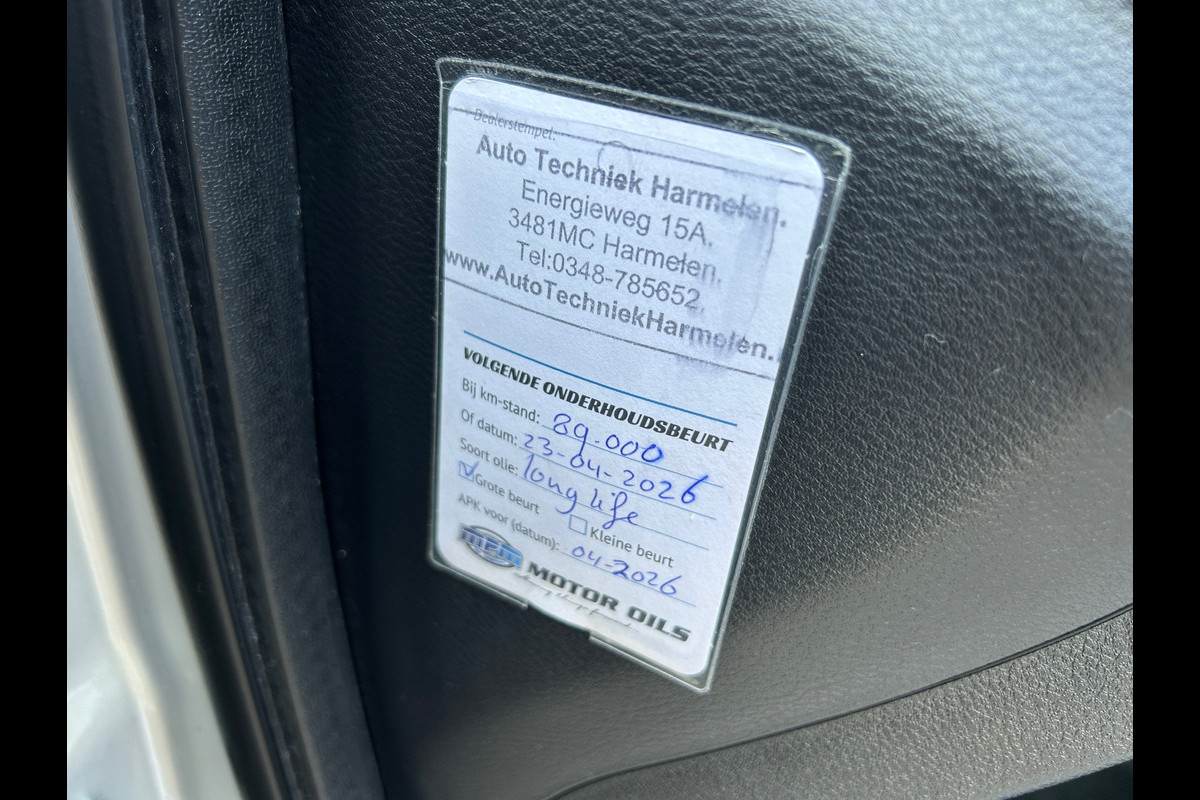 Dealerstempel:
Auto Techniek Harmelen.
Energieweg 15A.
3481MC Harmelen.
Tel:0348-785652.
www.AutoTechniekHarmelen.
VOLGENDE ONDERHOUDSBEURT
Bij km-stand: 89.000
Of datum: 23-04-2026
Soort olie: long life
Grote beurt Kleine beurt
APK voor (datum): 04-2026
MPM MOTOR OILS